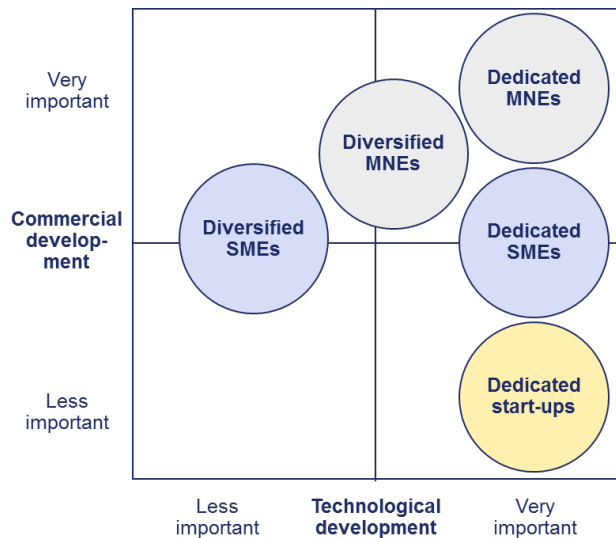 Very
important
Dedicated
MNEs
Diversified
MNEs
Commercial
develop-
ment
Diversified
SMEs
Dedicated
SMEs
Less
important
Dedicated
start-ups
Less
important
Technological
development
Very
important